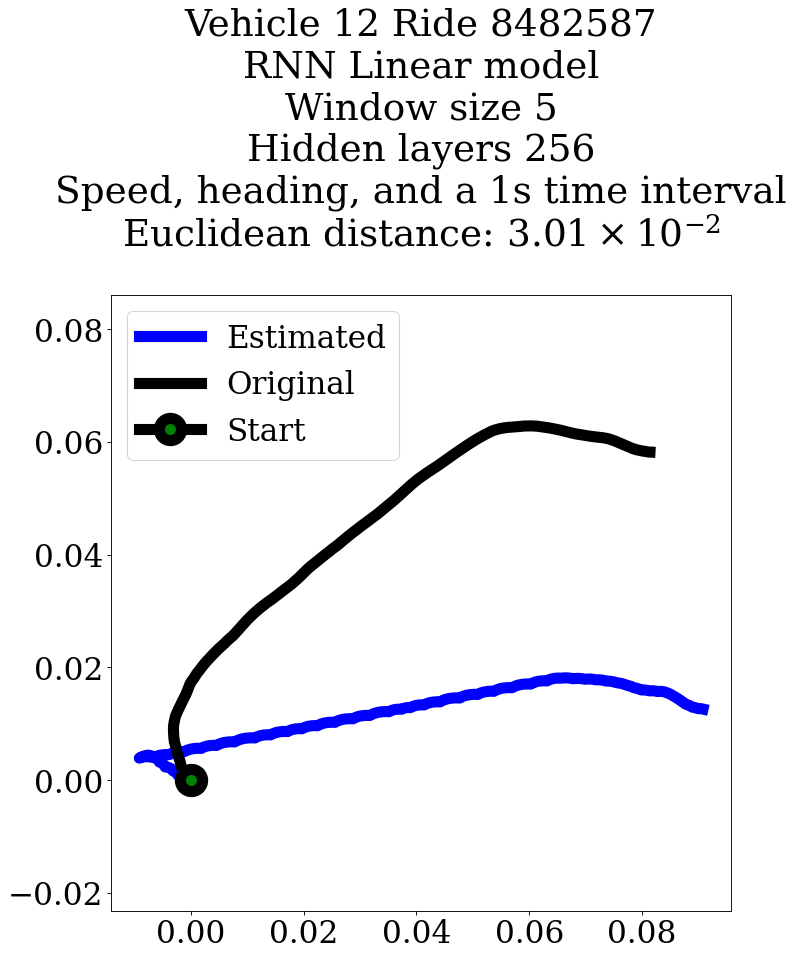 Vehicle 12 Ride 8482587
RNN Linear model
Window size 5
Hidden layers 256
Speed, heading, and a 1s time interval
Euclidean distance: 3.01 × 10⁻²
Estimated
Original
Start
0.08
0.06
0.04
0.02
0.00
−0.02
0.00 0.02 0.04 0.06 0.08